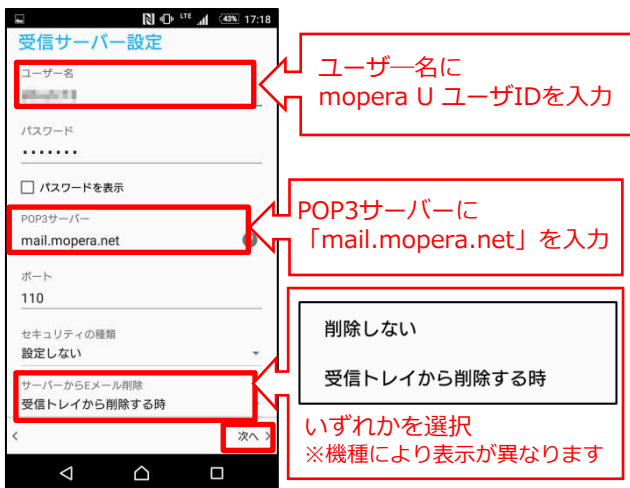 LTE 43% 17:18
受信サーバー設定
ユーザー名
パスワード
・・・・・・・
パスワードを表示
POP3サーバー
mail.mopera.net
ポート
110
セキュリティの種類
設定しない
サーバーからEメール削除
受信トレイから削除する時
次へ
ユーザ―名に
mopera U ユーザIDを入力
POP3サーバーに
「mail.mopera.net」を入力
削除しない
受信トレイから削除する時
いずれかを選択
※機種により表示が異なります